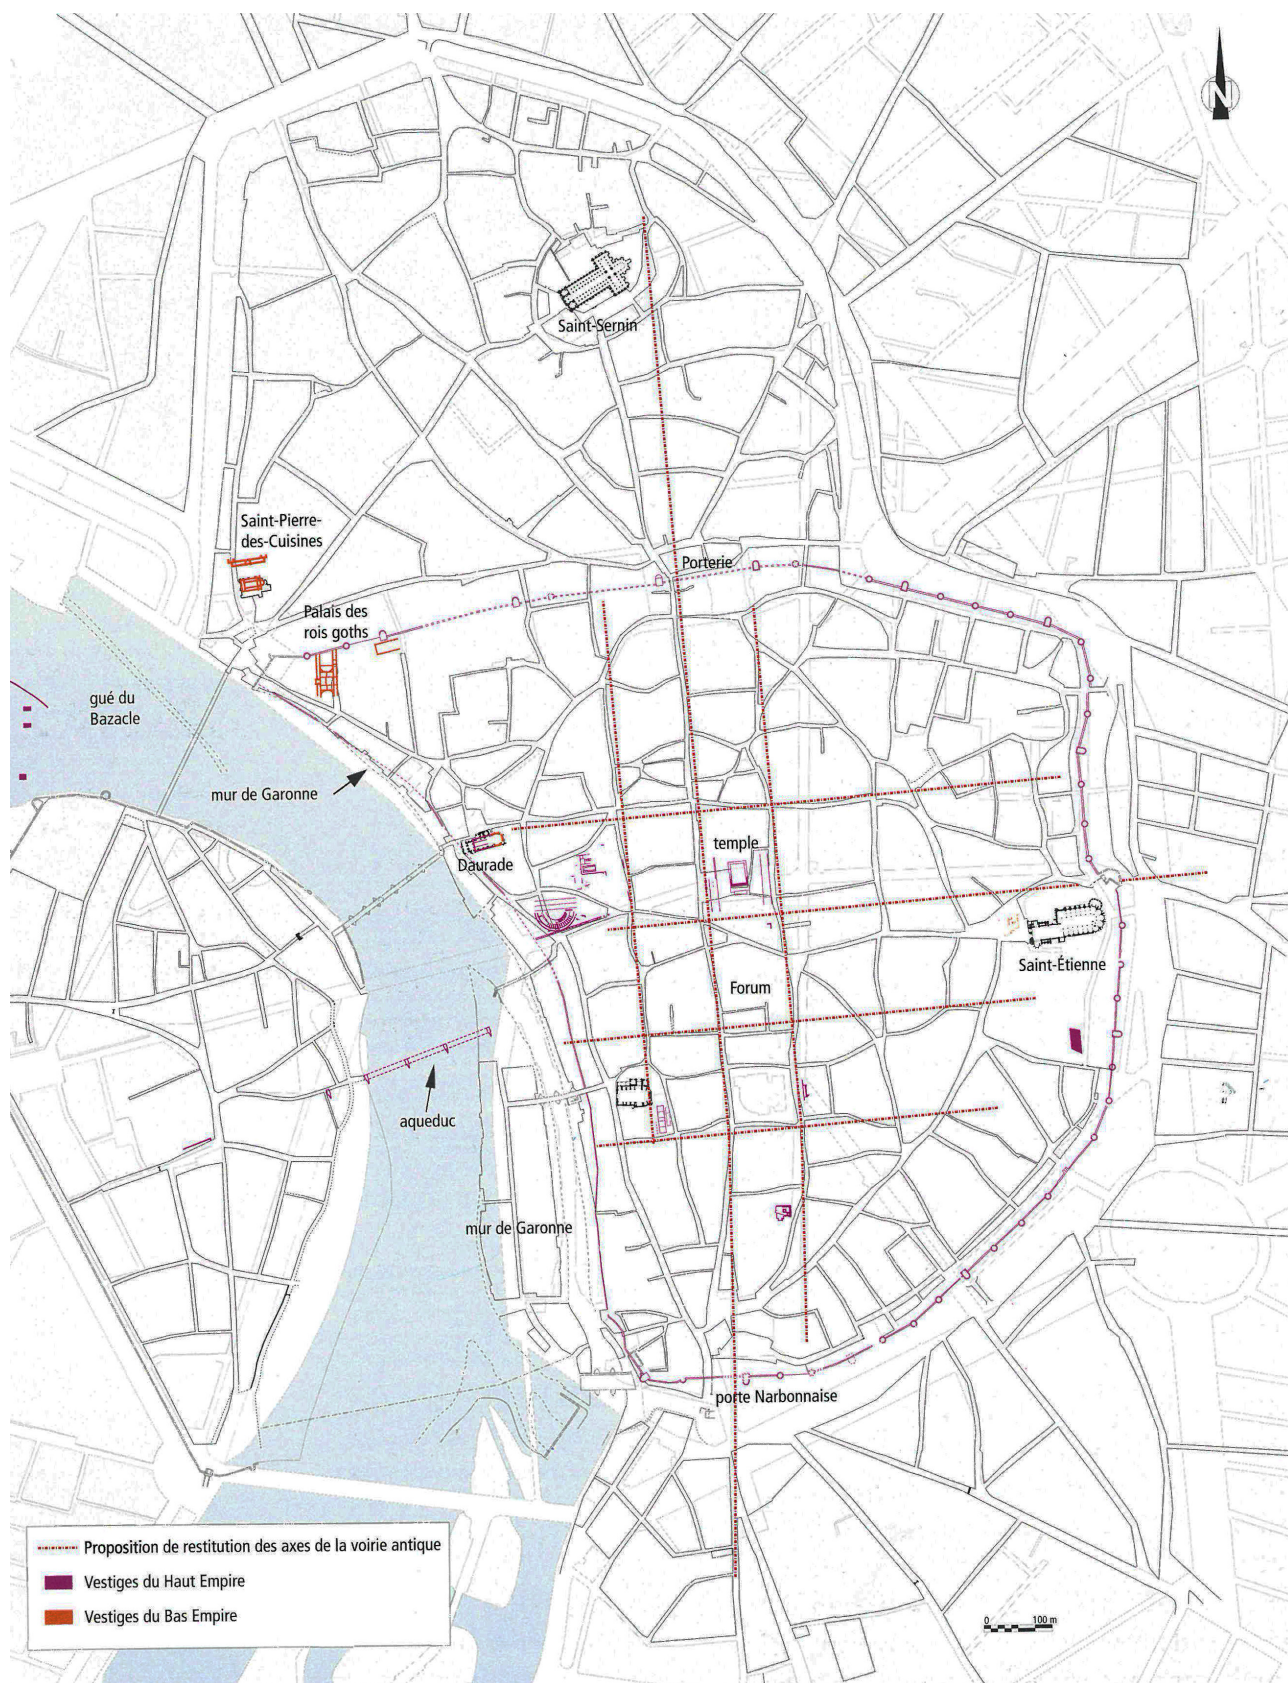 N
Saint-Sernin
Saint-Pierre-
des-Cuisines
Porterie
Palais des
rois goths
gué du
Bazacle
mur de Garonne
temple
Daurade
Saint-Étienne
Forum
aqueduc
mur de Garonne
porte Narbonnaise
Proposition de restitution des axes de la voirie antique
Vestiges du Haut Empire
Vestiges du Bas Empire
0 100 m